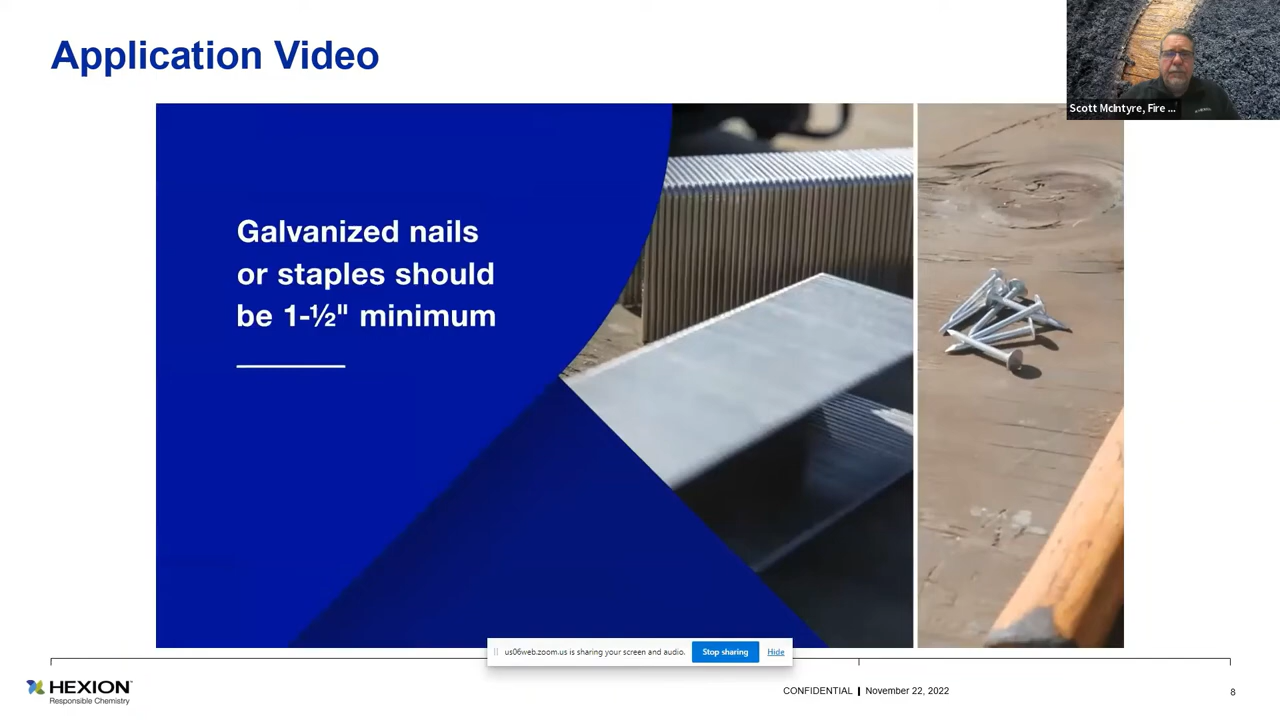 Application Video
Scott McIntyre, Fire ...
Galvanized nails
or staples should
be 1-½" minimum
us06web.zoom.us is sharing your screen and audio.
Stop sharing
Hide
HEXION
Responsible Chemistry
CONFIDENTIAL
November 22, 2022
8